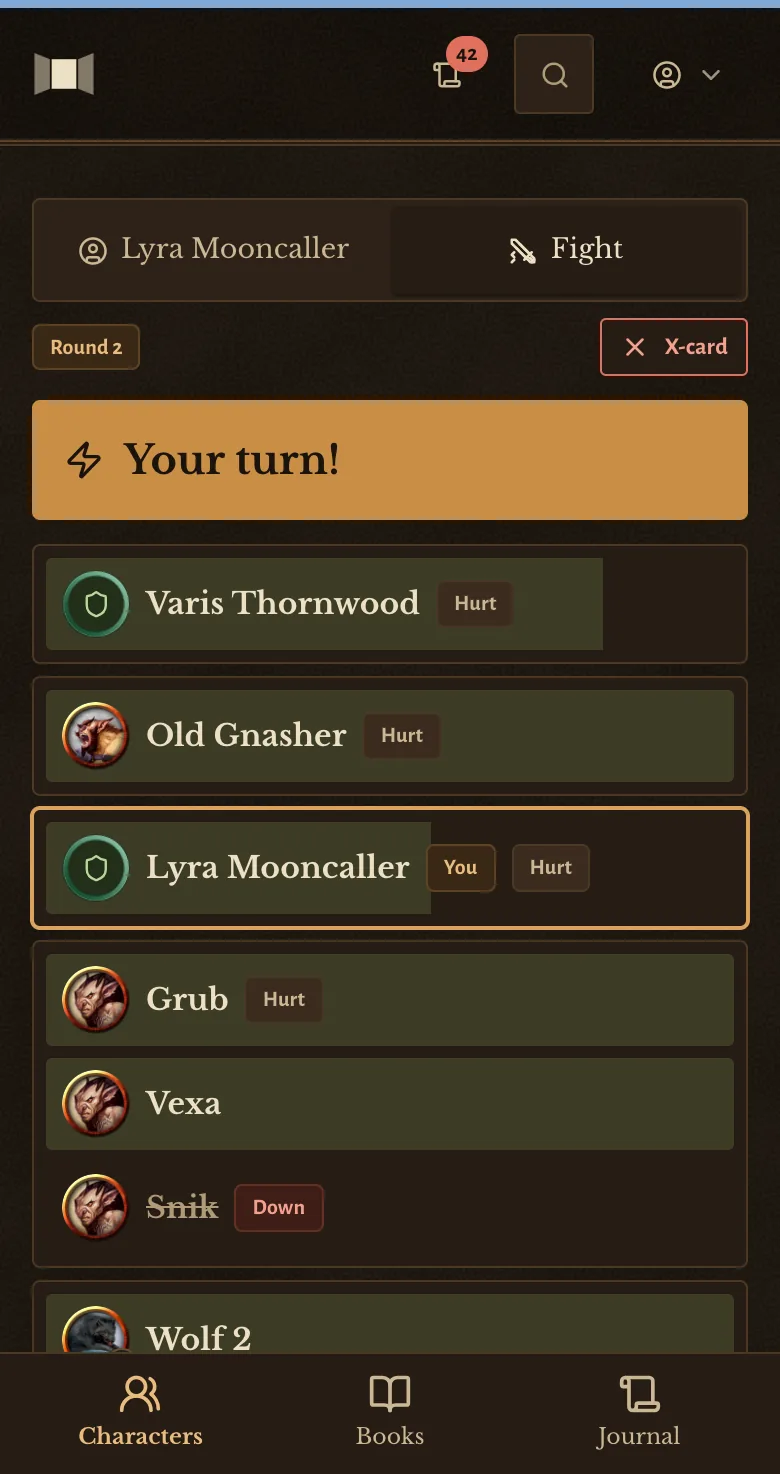 42
Lyra Mooncaller
Fight
Round 2
X-card
Your turn!
Varis Thornwood Hurt
Old Gnasher Hurt
Lyra Mooncaller You Hurt
Grub Hurt
Vexa
Snik Down
Wolf 2
Characters Books Journal